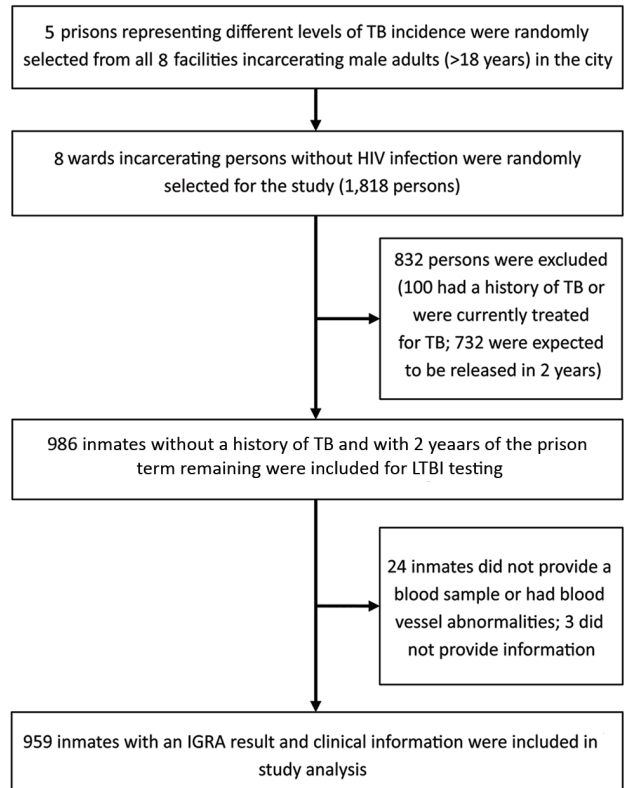 5 prisons representing different levels of TB incidence were randomly
selected from all 8 facilities incarcerating male adults (>18 years) in the city
8 wards incarcerating persons without HIV infection were randomly
selected for the study (1,818 persons)
832 persons were excluded
(100 had a history of TB or
were currently treated
for TB; 732 were expected
to be released in 2 years)
986 inmates without a history of TB and with 2 yeaars of the prison
term remaining were included for LTBI testing
24 inmates did not provide a
blood sample or had blood
vessel abnormalities; 3 did
not provide information
959 inmates with an IGRA result and clinical information were included in
study analysis